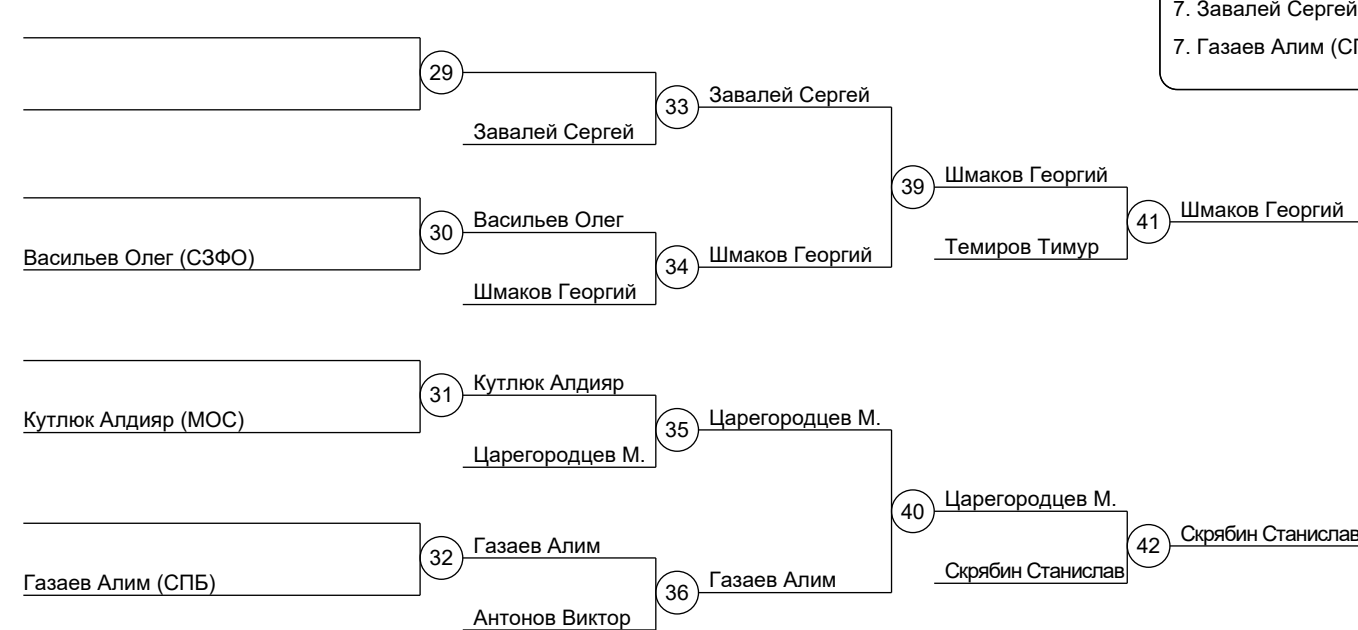 7. Завалей Сергей
7. Газаев Алим
29
33
Завалей Сергей
Завалей Сергей
39
Шмаков Георгий
41
Шмаков Георгий
Темиров Тимур
30
Васильев Олег
Васильев Олег (СЗФО)
34
Шмаков Георгий
Шмаков Георгий
31
Кутлюк Алдияр
Кутлюк Алдияр (МОС)
35
Царегородцев М.
Царегородцев М.
40
Царегородцев М.
42
Скрябин Станислав
Скрябин Станислав
32
Газаев Алим
Газаев Алим (СПБ)
36
Газаев Алим
Антонов Виктор